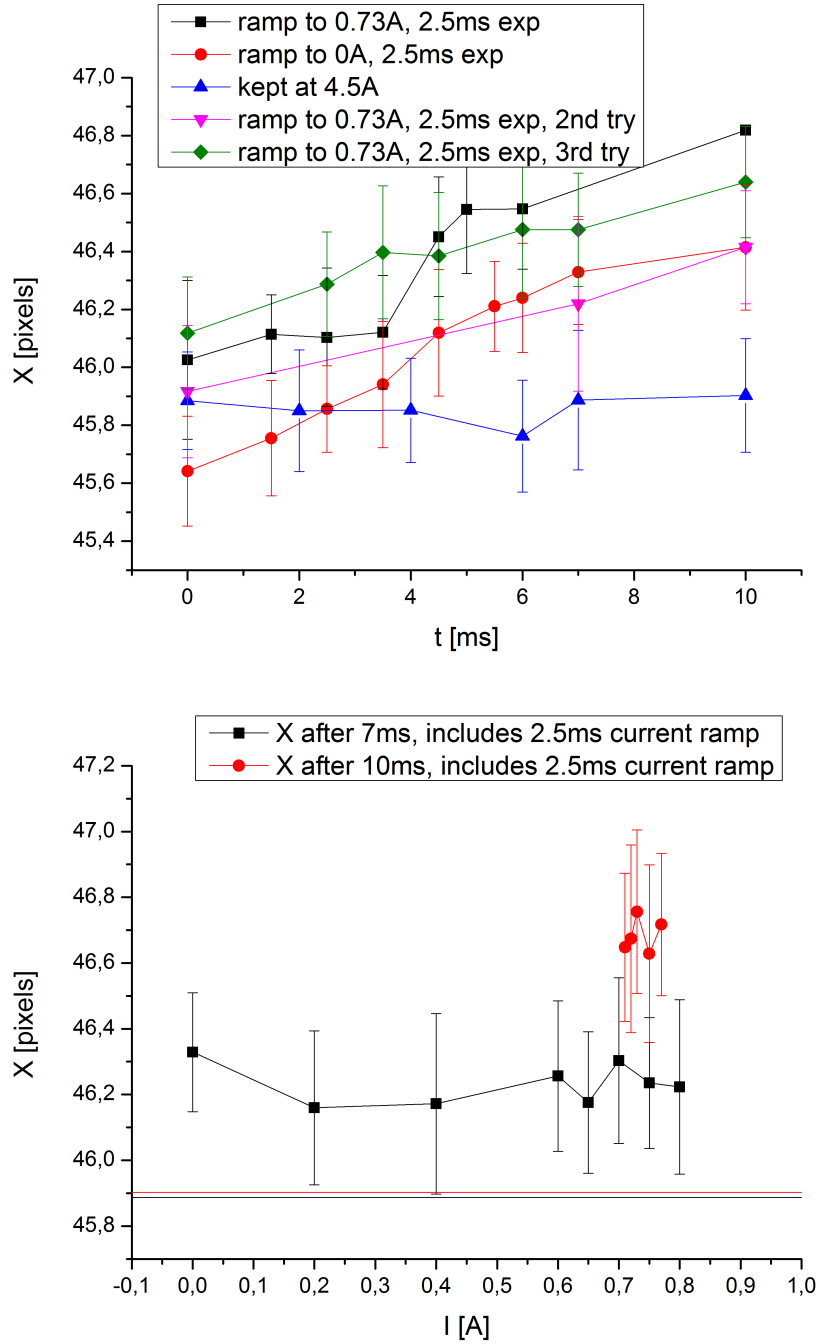 ramp to 0.73A, 2.5ms exp
ramp to 0A, 2.5ms exp
kept at 4.5A
ramp to 0.73A, 2.5ms exp, 2nd try
ramp to 0.73A, 2.5ms exp, 3rd try
47,0
46,8
46,6
46,4
46,2
46,0
45,8
45,6
45,4
X [pixels]
0 2 4 6 8 10
t [ms]
X after 7ms, includes 2.5ms current ramp
X after 10ms, includes 2.5ms current ramp
47,2
47,0
46,8
46,6
46,4
46,2
46,0
45,8
X [pixels]
-0,1 0,0 0,1 0,2 0,3 0,4 0,5 0,6 0,7 0,8 0,9 1,0
I [A]